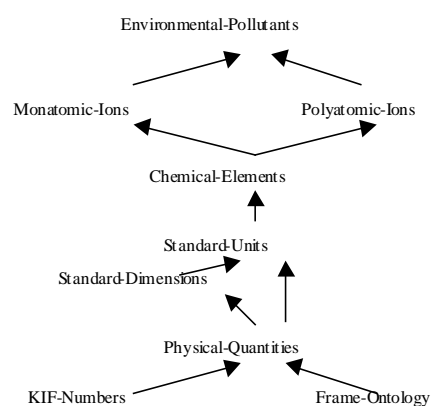 Environmental-Pollutants
Monatomic-Ions Polyatomic-Ions
Chemical-Elements
Standard-Units
Standard-Dimensions
Physical-Quantities
KIF-Numbers Frame-Ontology